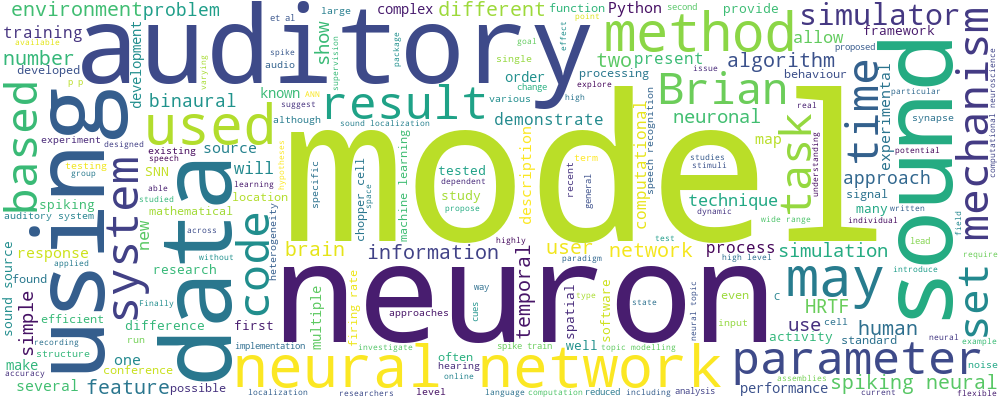 environment
problem
et al
large
complex
different
function
Python
point
second
provide
simulator
training
available
spike
show
supervision
package
goal
effect
auditory
method
allow
framework
number
developed
p p
varying
development
audio
single
two
present
algorithm
proposed
known
ANN
order
change
processing
issue
behaviour
binaural
suggest
various
high
explore
Brian
real
particular
based
using
used
although
result
sound localization
demonstrate
neuronal
map
task
time
experimental
synapse
sound
mechanism
computational neuroscience
experiment
designed
existing
source
speech
SNN
will
hypotheses
model
testing
group
able
learning
studied
location
mathematical
spiking
auditory system
system
data
specific
chopper cell
space
machine learning
tested
dependent
study
propose
description
recent
term
general
computational
speech recognition
studies
stimuli
technique
dynamic
wide range
understanding
approach
signal
potential
many
written
individual
response
new
across
without
code
heterogeneity
brain
information
highly
user
network
test
process
high level
simulation
may
field
lead
set
require
found
applied
research
neuron
temporal
paradigm
introduce
sound source
simple
efficient
Finally
difference
first
multiple
firing rate
approaches
way
cues
spatial
type
software
state
neural topic
even
input
c
HRTF
cell
use
human
neural
example
recording
structure
run
implementation
investigate
spike train
often
well
topic modelling
activity
standard
make
one
accuracy
conference
neural network
hearing
online
parameter
noise
several
feature
possible
level
assemblies
performance
spiking neural
localization
researchers
language
computation
reduced
including
analysis
current
flexible